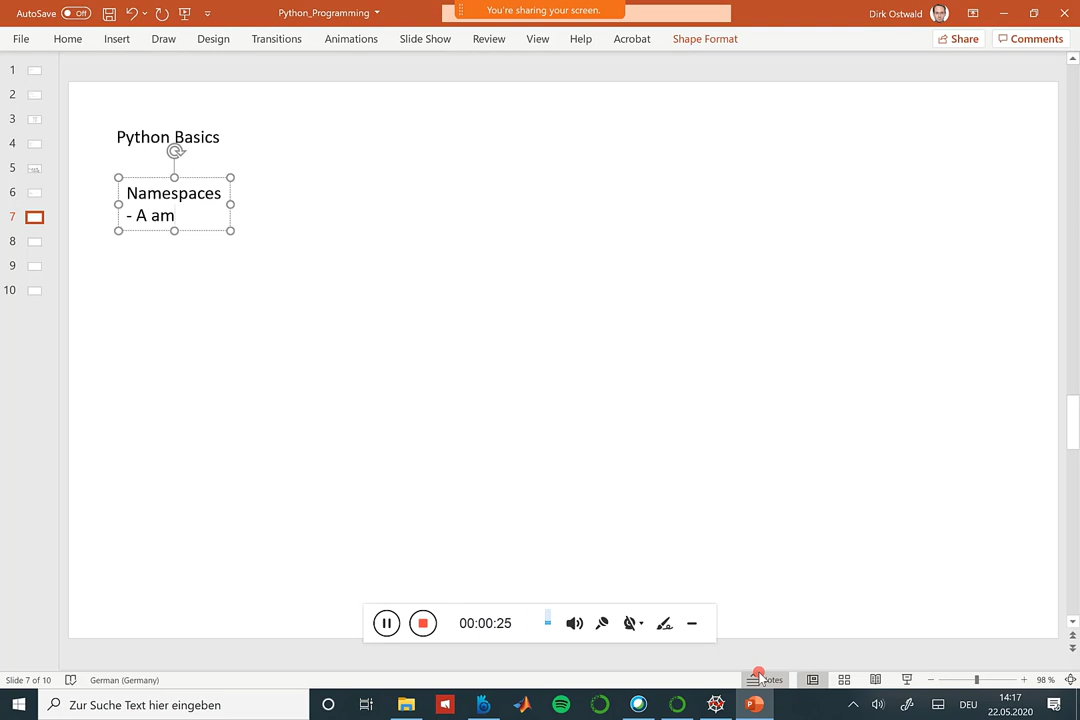 AutoSave Off Python_Programming You're sharing your screen. Dirk Ostwald
File Home Insert Draw Design Transitions Animations Slide Show Review View Help Acrobat Shape Format Share Comments
1
2
3
4
5
6
7
8
9
10
Python Basics
Namespaces
- A am
00:00:25
Slide 7 of 10 German (Germany) Notes 98 %
Zur Suche Text hier eingeben DEU 14:17
22.05.2020